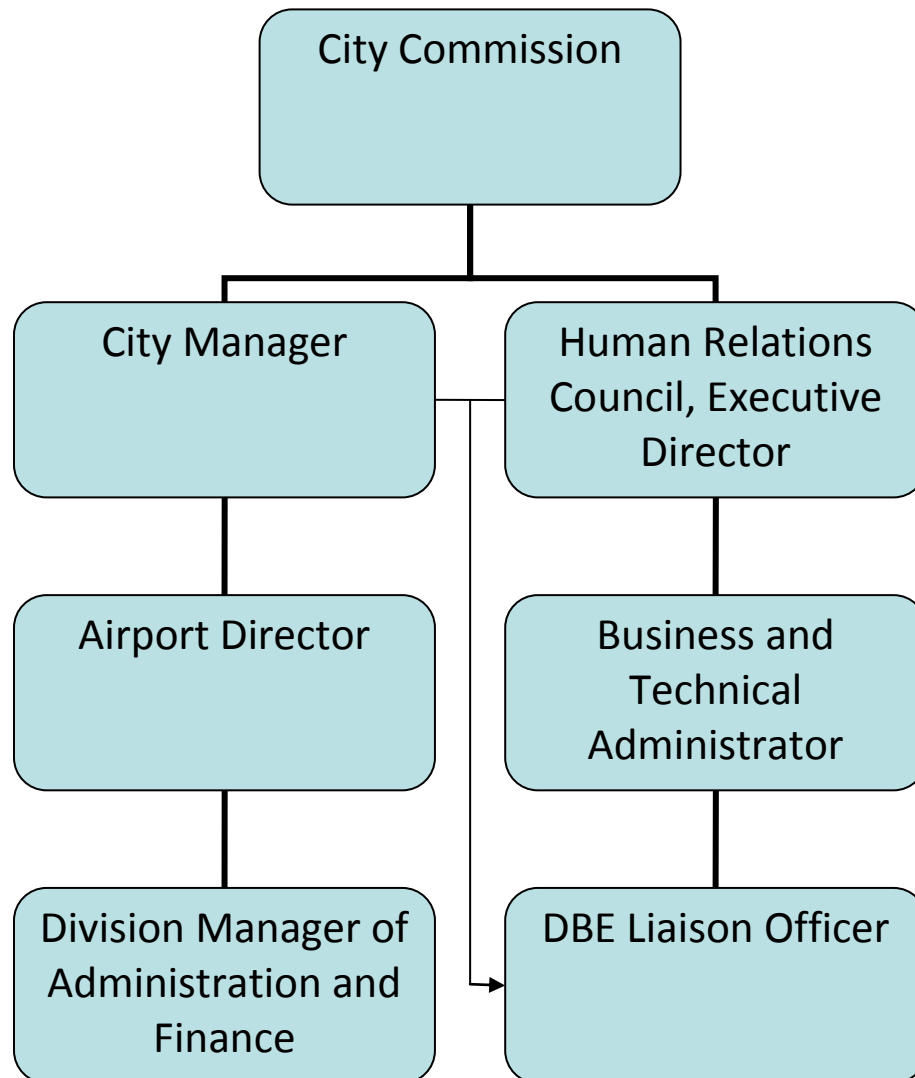 City Commission
City Manager
Human Relations
Council, Executive
Director
Airport Director
Business and
Technical
Administrator
Division Manager of
Administration and
Finance
DBE Liaison Officer